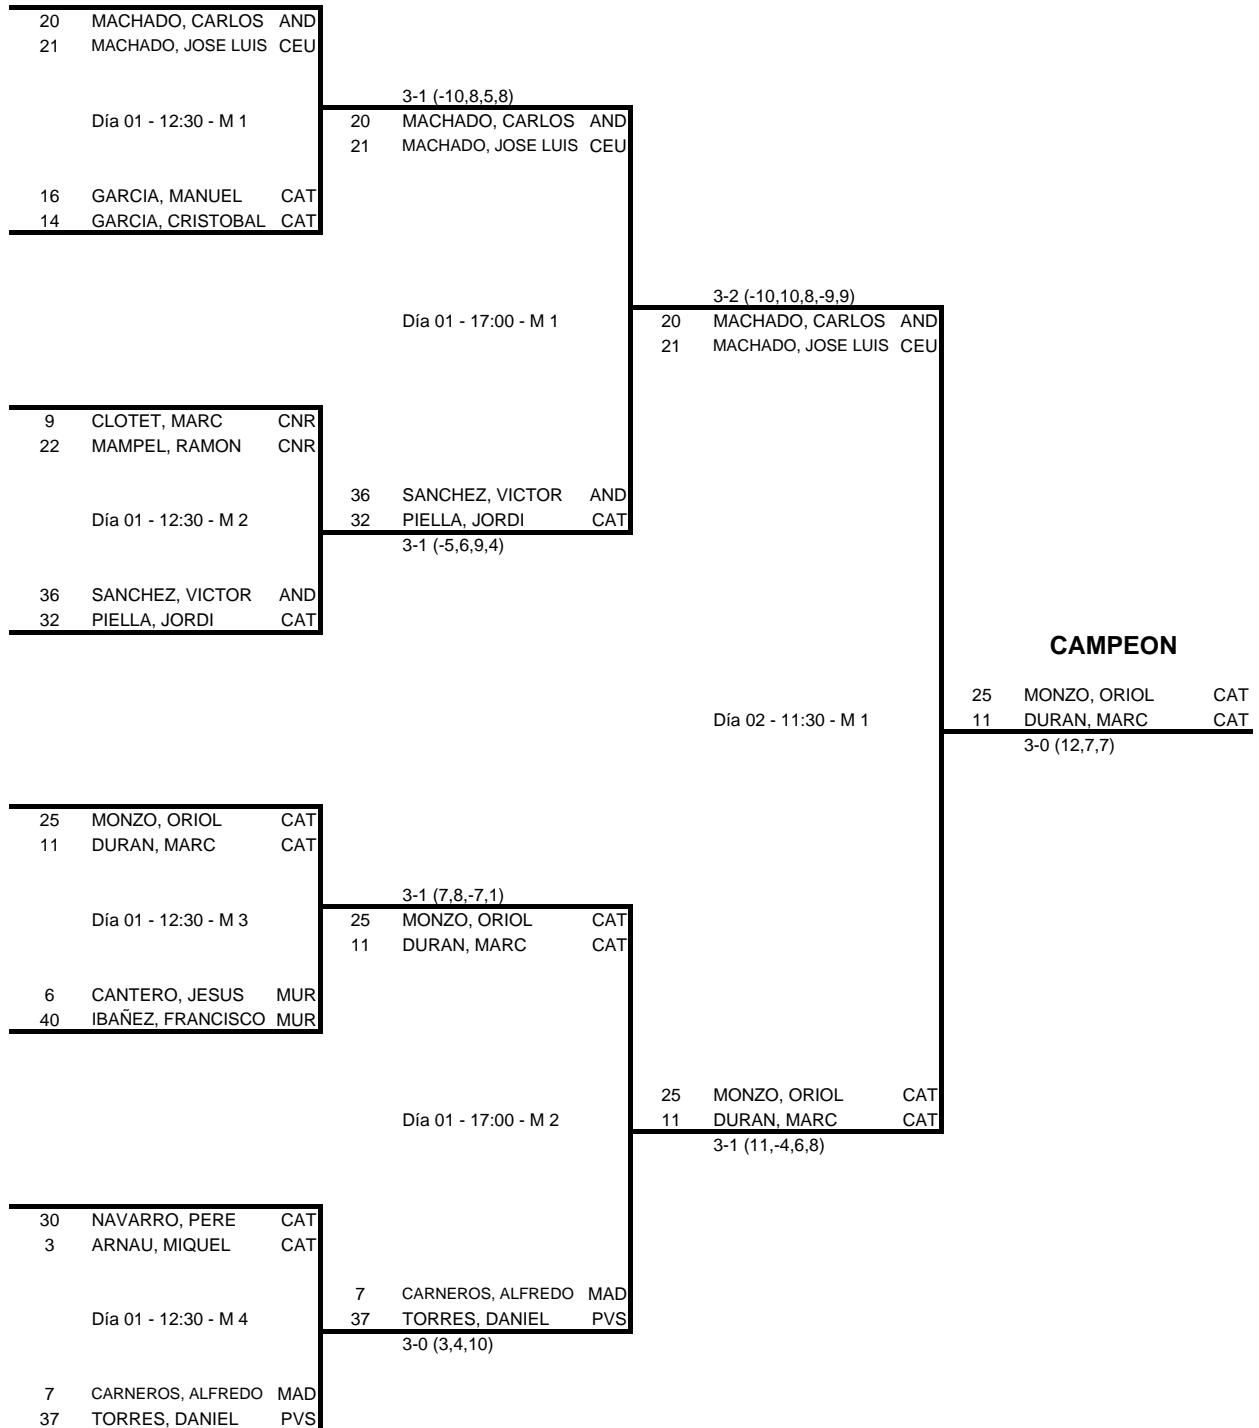 20 MACHADO, CARLOS AND
21 MACHADO, JOSE LUIS CEU
3-1 (-10,8,5,8)
Día 01 - 12:30 - M 1
20 MACHADO, CARLOS AND
21 MACHADO, JOSE LUIS CEU
16 GARCIA, MANUEL CAT
14 GARCIA, CRISTOBAL CAT
3-2 (-10,10,8,-9,9)
Día 01 - 17:00 - M 1
20 MACHADO, CARLOS AND
21 MACHADO, JOSE LUIS CEU
9 CLOTET, MARC CNR
22 MAMPEL, RAMON CNR
36 SANCHEZ, VICTOR AND
Día 01 - 12:30 - M 2
32 PIELLA, JORDI CAT
3-1 (-5,6,9,4)
36 SANCHEZ, VICTOR AND
32 PIELLA, JORDI CAT
CAMPEON
25 MONZO, ORIOL CAT
Día 02 - 11:30 - M 1
11 DURAN, MARC CAT
3-0 (12,7,7)
25 MONZO, ORIOL CAT
11 DURAN, MARC CAT
3-1 (7,8,-7,1)
Día 01 - 12:30 - M 3
25 MONZO, ORIOL CAT
11 DURAN, MARC CAT
6 CANTERO, JESUS MUR
40 IBAÑEZ, FRANCISCO MUR
25 MONZO, ORIOL CAT
Día 01 - 17:00 - M 2
11 DURAN, MARC CAT
3-1 (11,-4,6,8)
30 NAVARRO, PERE CAT
3 ARNAU, MIQUEL CAT
7 CARNEROS, ALFREDO MAD
Día 01 - 12:30 - M 4
37 TORRES, DANIEL PVS
3-0 (3,4,10)
7 CARNEROS, ALFREDO MAD
37 TORRES, DANIEL PVS